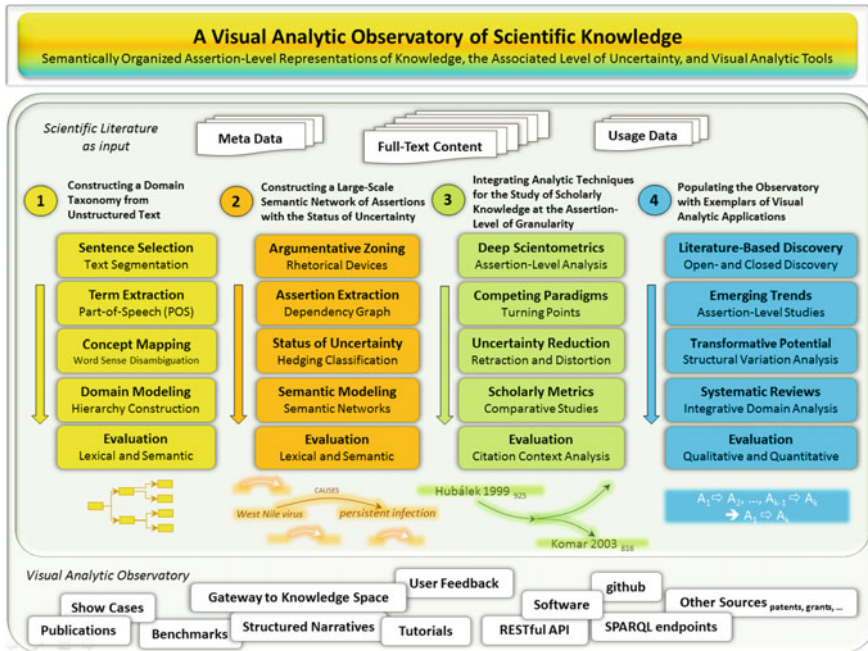 A Visual Analytic Observatory of Scientific Knowledge
Semantically Organized Assertion-Level Representations of Knowledge, the Associated Level of Uncertainty, and Visual Analytic Tools
Scientific Literature
as input
Meta Data
Full-Text Content
Usage Data
1
Constructing a Domain
Taxonomy from
Unstructured Text
Sentence Selection
Text Segmentation
Term Extraction
Part-of-Speech (POS)
Concept Mapping
Word Sense Disambiguation
Domain Modeling
Hierarchy Construction
Evaluation
Lexical and Semantic
2
Constructing a Large-Scale
Semantic Network of Assertions
with the Status of Uncertainty
Argumentative Zoning
Rhetorical Devices
Assertion Extraction
Dependency Graph
Status of Uncertainty
Hedging Classification
Semantic Modeling
Semantic Networks
Evaluation
Lexical and Semantic
CAUSES
West Nile virus
persistent infection
3
Integrating Analytic Techniques
for the Study of Scholarly
Knowledge at the Assertion-
Level of Granularity
Deep Scientometrics
Assertion-Level Analysis
Competing Paradigms
Turning Points
Uncertainty Reduction
Retraction and Distortion
Scholarly Metrics
Comparative Studies
Evaluation
Citation Context Analysis
Hubálek 1999 925
Komar 2003 816
4
Populating the Observatory
with Exemplars of Visual
Analytic Applications
Literature-Based Discovery
Open- and Closed Discovery
Emerging Trends
Assertion-Level Studies
Transformative Potential
Structural Variation Analysis
Systematic Reviews
Integrative Domain Analysis
Evaluation
Qualitative and Quantitative
A1 ⇨ A2, ..., Ak-1 ⇨ Ak
➔ A1 ⇨ Ak
Visual Analytic Observatory
Show Cases
Gateway to Knowledge Space
User Feedback
Software
github
Other Sources patents, grants, ...
Publications
Benchmarks
Structured Narratives
Tutorials
RESTful API
SPARQL endpoints